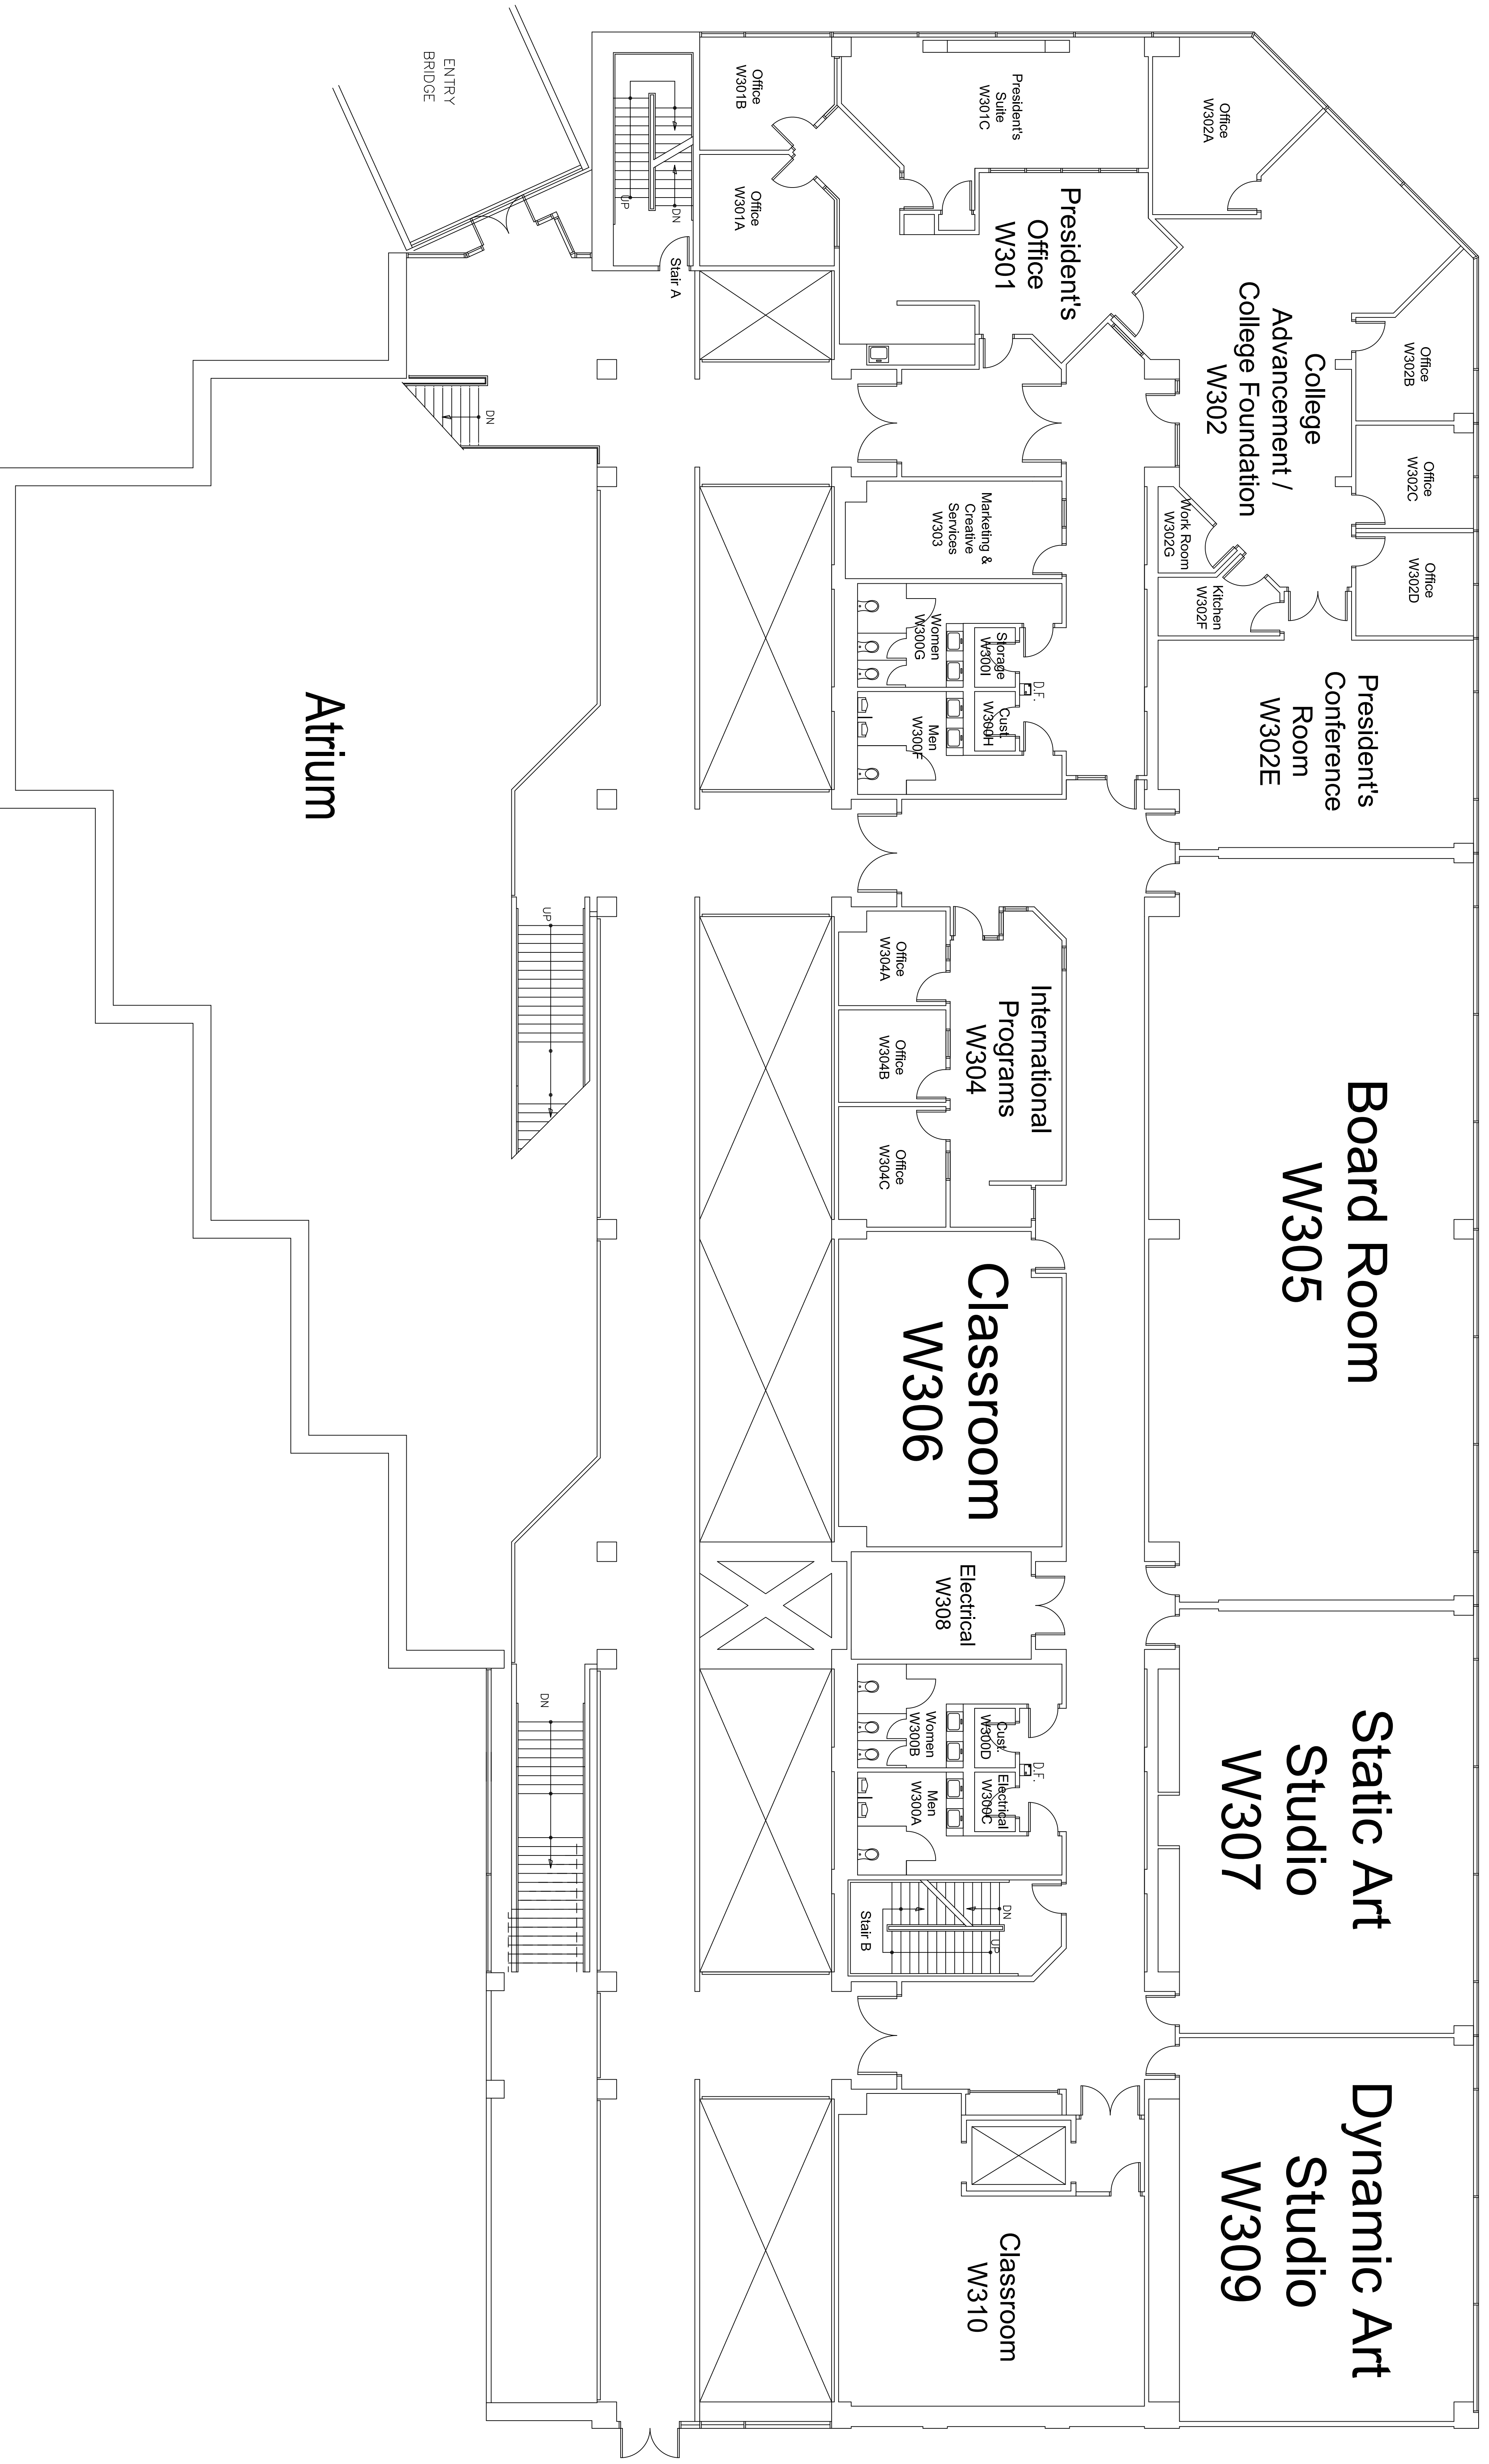 ENTRY
BRIDGE
UP
DN
Stair A
Office
W301B
Office
W301A
President's
Suite
W301C
President's
Office
W301
Office
W302A
College
Advancement /
College Foundation
W302
Office
W302B
Office
W302C
Office
W302D
Work Room
W302G
Kitchen
W302F
President's
Conference
Room
W302E
DN
Marketing &
Creative
Services
W303
Women
W300G
Storage
W300I
D.F.
Cust.
W300H
Men
W300F
Atrium
UP
International
Programs
W304
Office
W304A
Office
W304B
Office
W304C
Board Room
W305
Classroom
W306
Electrical
W308
Women
W300B
Cust.
W300D
D.F.
Electrical
W300C
Men
W300A
DN
Stair B
DN
UP
Static Art
Studio
W307
Dynamic Art
Studio
W309
Classroom
W310